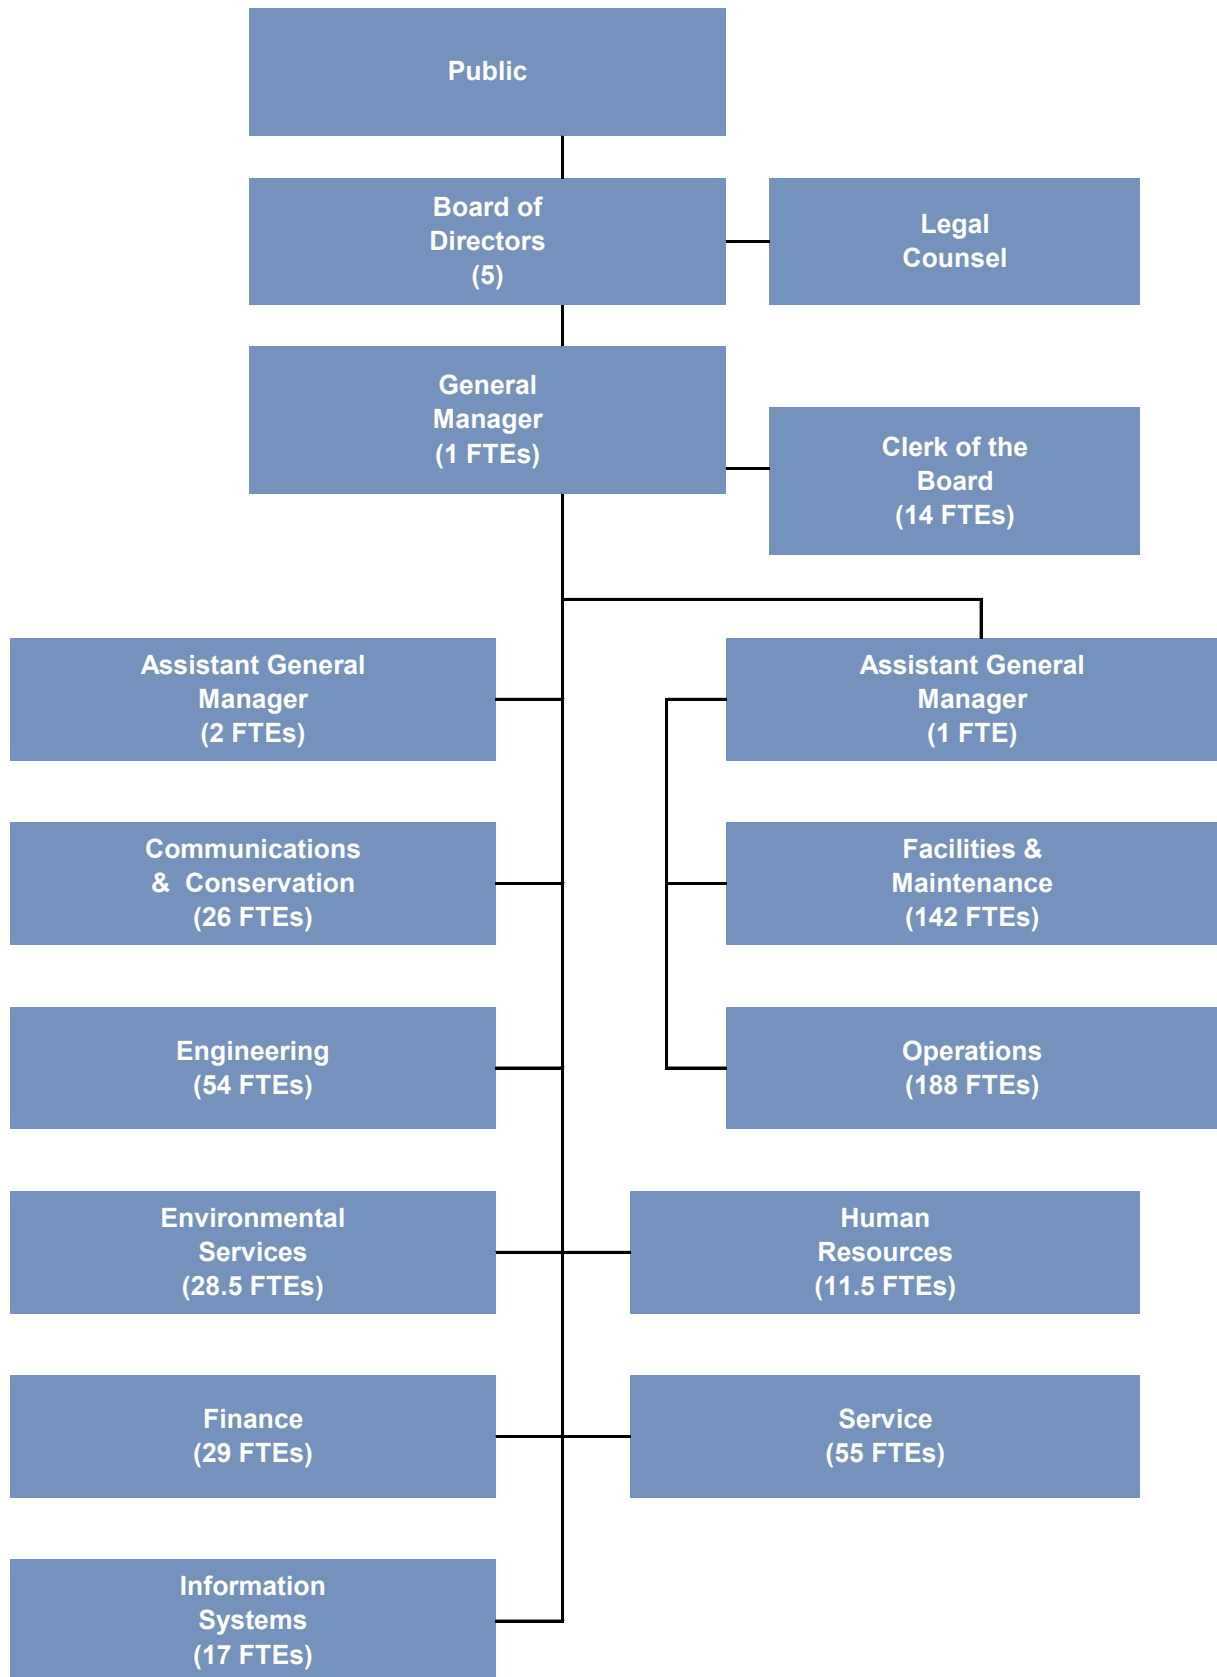 Public
Board of
Directors
(5)
Legal
Counsel
General
Manager
(1 FTEs)
Clerk of the
Board
(14 FTEs)
Assistant General
Manager
(2 FTEs)
Assistant General
Manager
(1 FTE)
Communications
&  Conservation
(26 FTEs)
Facilities &
Maintenance
(142 FTEs)
Engineering
(54 FTEs)
Operations
(188 FTEs)
Environmental
Services
(28.5 FTEs)
Human
Resources
(11.5 FTEs)
Finance
(29 FTEs)
Service
(55 FTEs)
Information
Systems
(17 FTEs)